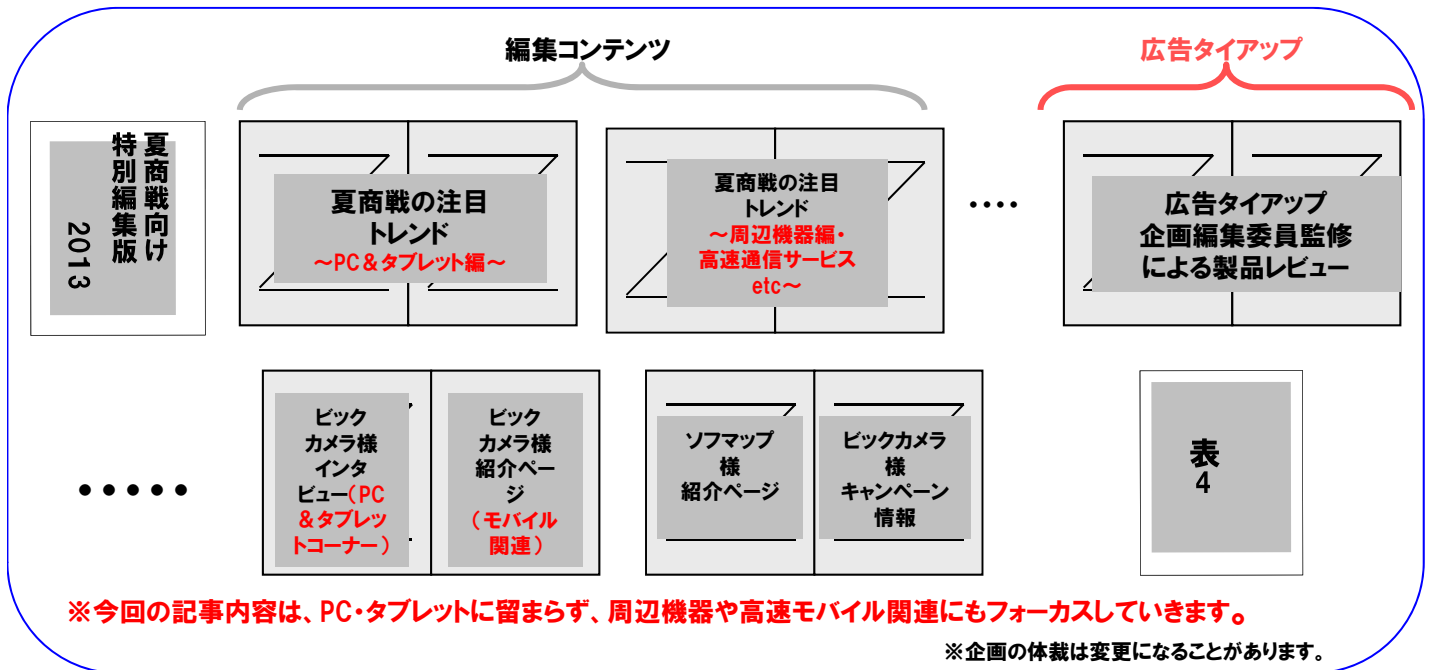 編集コンテンツ
広告タイアップ
夏商戦向け
特別編集版
2013
夏商戦の注目
トレンド
～PC&タブレット編～
夏商戦の注目
トレンド
～周辺機器編・
高速通信サービス
etc～
････
広告タイアップ
企画編集委員監修
による製品レビュー
・・・・・
ビック
カメラ様
インタ
ビュー(PC
&タブレッ
トコーナー)
ビック
カメラ様
紹介ペー
ジ
(モバイル
関連)
ソフマップ
様
紹介ページ
ビックカメラ
様
キャンペーン
情報
表
4
※今回の記事内容は、PC・タブレットに留まらず、周辺機器や高速モバイル関連にもフォーカスしていきます。
※企画の体裁は変更になることがあります。